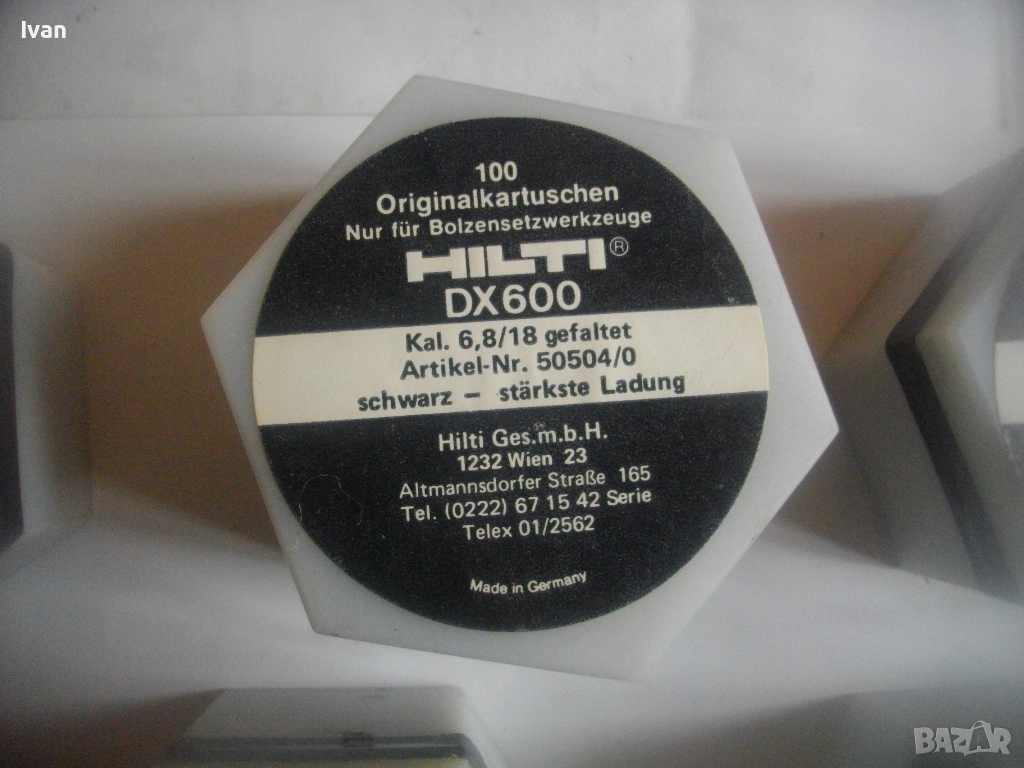 Ivan
100
Originalkartuschen
Nur für Bolzensetzwerkzeuge
HILTI®
DX600
Kal. 6,8/18 gefaltet
Artikel-Nr. 50504/0
schwarz – stärkste Ladung
Hilti Ges.m.b.H.
1232 Wien 23
Altmannsdorfer Straße 165
Tel. (0222) 67 15 42 Serie
Telex 01/2562
Made in Germany
BAZAR